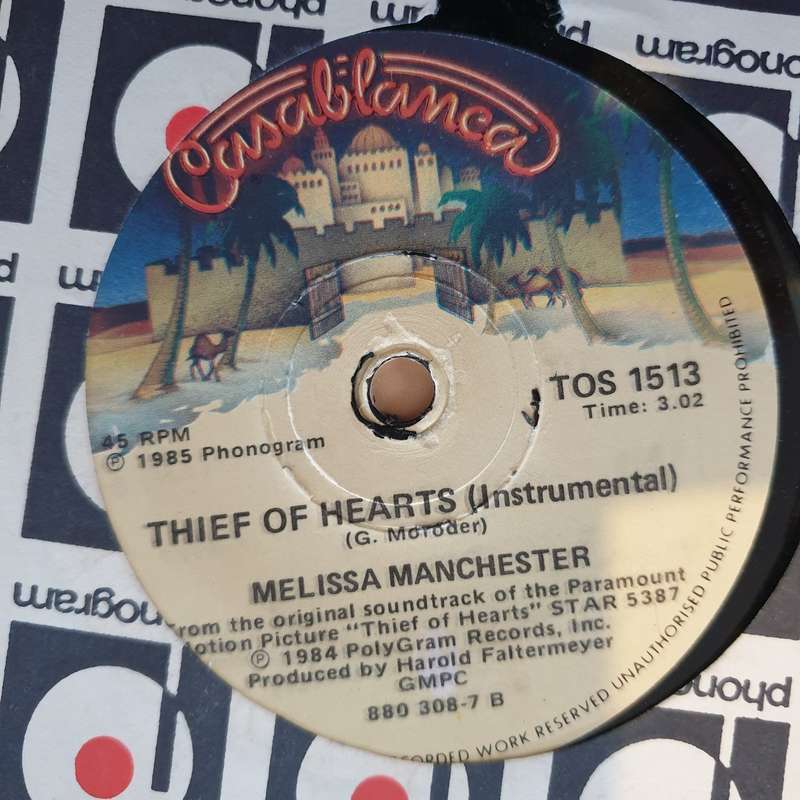 phonogram
phonogram
Casablanca
TOS 1513
Time: 3.02
45 RPM
℗ 1985 Phonogram
THIEF OF HEARTS (Instrumental)
(G. Moroder)
MELISSA MANCHESTER
From the original soundtrack of the Paramount
Motion Picture "Thief of Hearts" STAR 5387
℗ 1984 PolyGram Records, Inc.
Produced by Harold Faltermeyer
GMPC
880 308-7 B
RECORDED WORK RESERVED UNAUTHORISED PUBLIC PERFORMANCE PROHIBITED
phonogram
phono